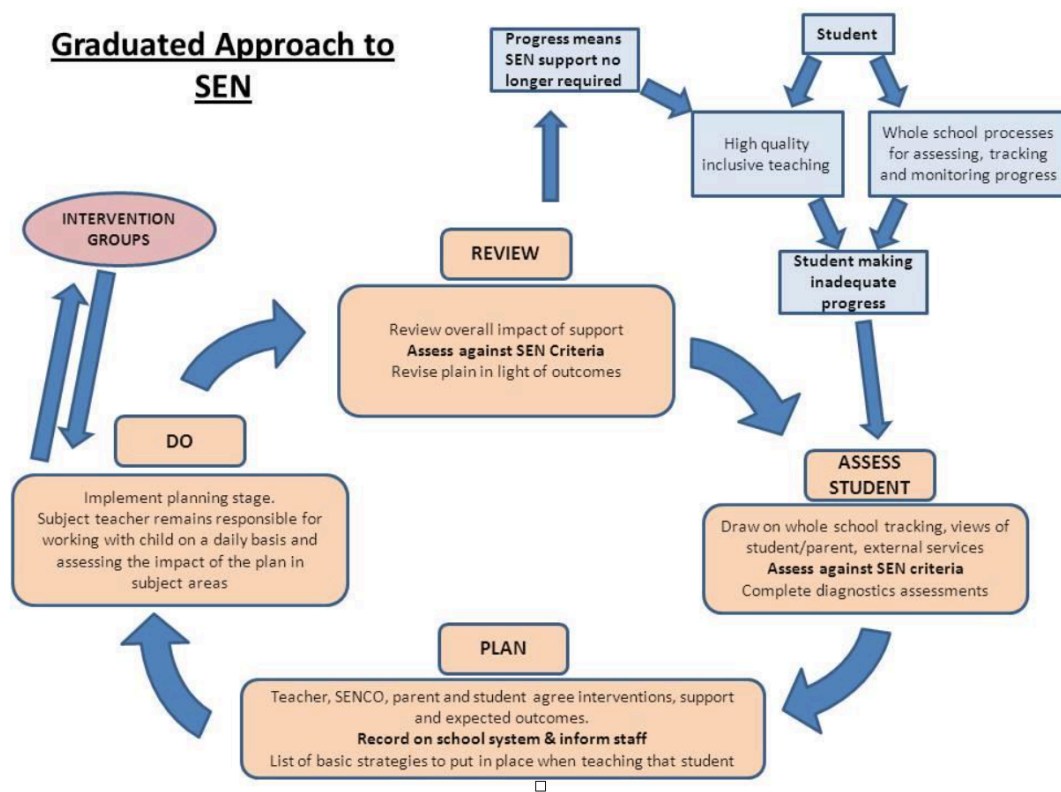 Graduated Approach to
SEN
Progress means
SEN support no
longer required
Student
High quality
inclusive teaching
Whole school processes
for assessing, tracking
and monitoring progress
Student making
inadequate
progress
INTERVENTION
GROUPS
REVIEW
Review overall impact of support
Assess against SEN Criteria
Revise plain in light of outcomes
DO
Implement planning stage.
Subject teacher remains responsible for
working with child on a daily basis and
assessing the impact of the plan in
subject areas
ASSESS
STUDENT
Draw on whole school tracking, views of
student/parent, external services
Assess against SEN criteria
Complete diagnostics assessments
PLAN
Teacher, SENCO, parent and student agree interventions, support
and expected outcomes.
Record on school system & inform staff
List of basic strategies to put in place when teaching that student